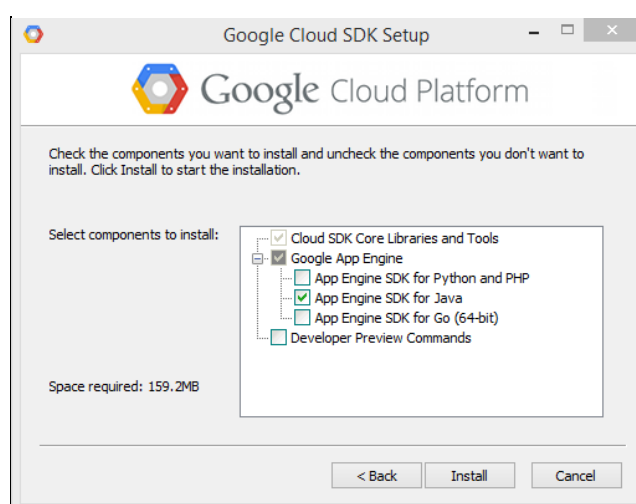 Google Cloud SDK Setup
Google Cloud Platform
Check the components you want to install and uncheck the components you don't want to
install. Click Install to start the installation.
Select components to install:
Cloud SDK Core Libraries and Tools
Google App Engine
App Engine SDK for Python and PHP
App Engine SDK for Java
App Engine SDK for Go (64-bit)
Developer Preview Commands
Space required: 159.2MB
< Back
Install
Cancel